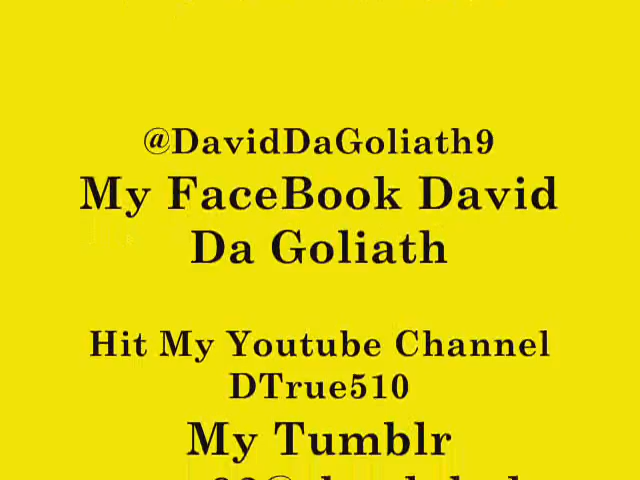 @DavidDaGoliath9
My FaceBook David
Da Goliath
Hit My Youtube Channel
DTrue510
My Tumblr